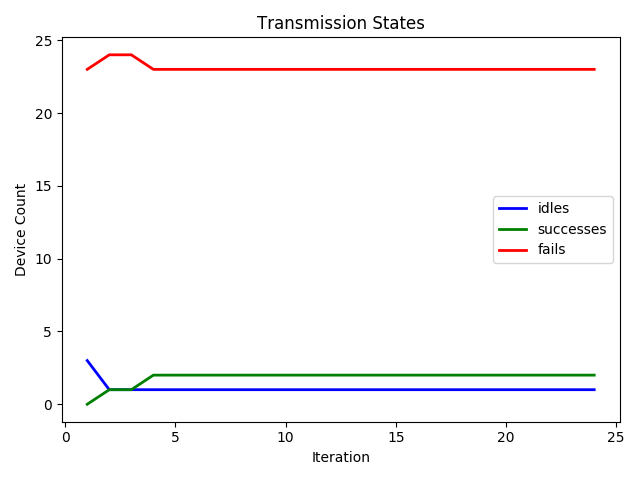 Transmission States
25
20
15
10
5
0
Device Count
idles
successes
fails
0 5 10 15 20 25
Iteration